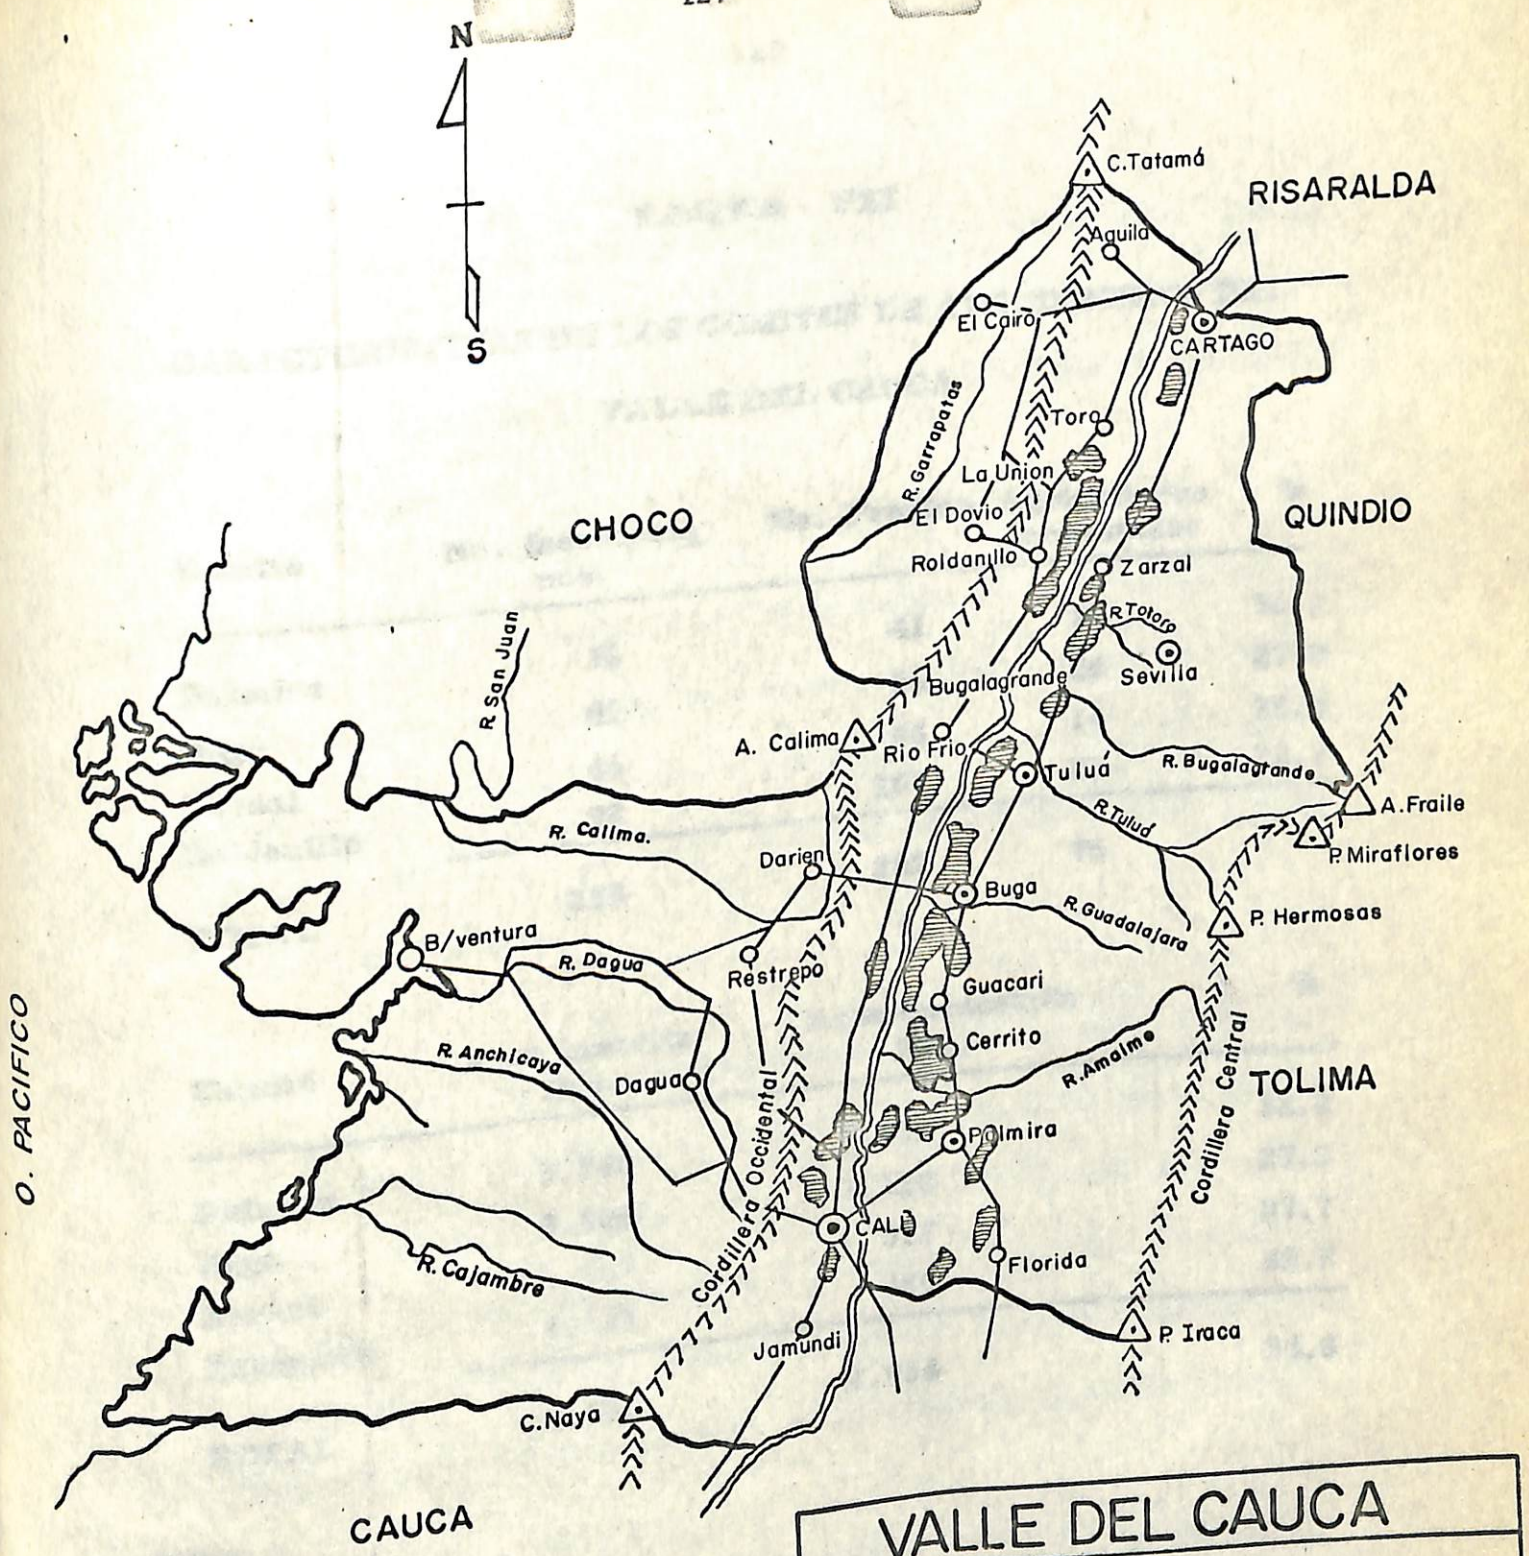 N
S
C.Tatamá
RISARALDA
Aguila
El Cairo
CARTAGO
R. Garrapatas
Toro
La Union
CHOCO
QUINDIO
El Dovio
Roldanillo
Zarzal
R Totoro
Sevilla
R. San Juan
Bugalagrande
A. Calima
Rio Frio
Tuluá
R. Bugalagrande
A. Fraile
R. Tuluá
P. Miraflores
R. Calima.
Darien
Buga
R. Guadalajara
P. Hermosas
B/ventura
R. Dagua
Restrepo
Guacari
O. PACIFICO
R. Anchicaya
Cerrito
R. Amaime
Dagua
Cordillera Occidental
Cordillera Central
TOLIMA
Palmira
CALI
R. Cajambre
Florida
Jamundi
P. Iraca
C. Naya
CAUCA
VALLE DEL CAUCA